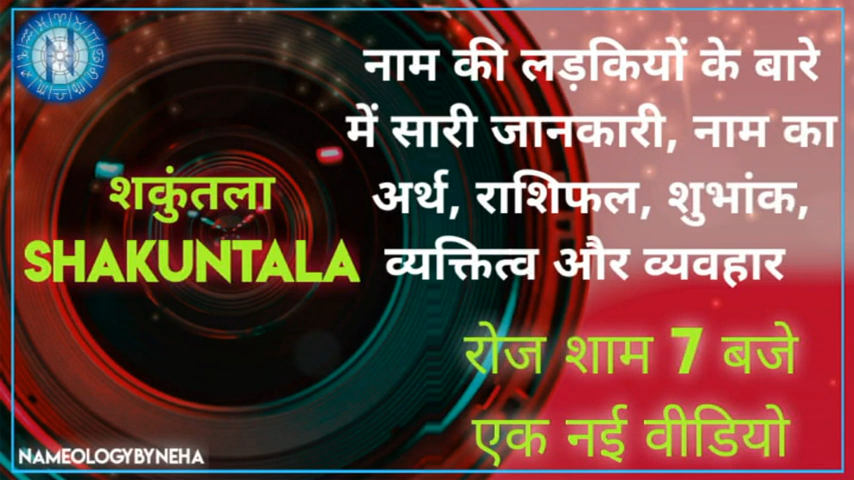 शकुंतला
SHAKUNTALA
नाम की लड़कियों के बारे
में सारी जानकारी, नाम का
अर्थ, राशिफल, शुभांक,
व्यक्तित्व और व्यवहार
रोज शाम 7 बजे
एक नई वीडियो
NAMEOLOGYBYNEHA
N